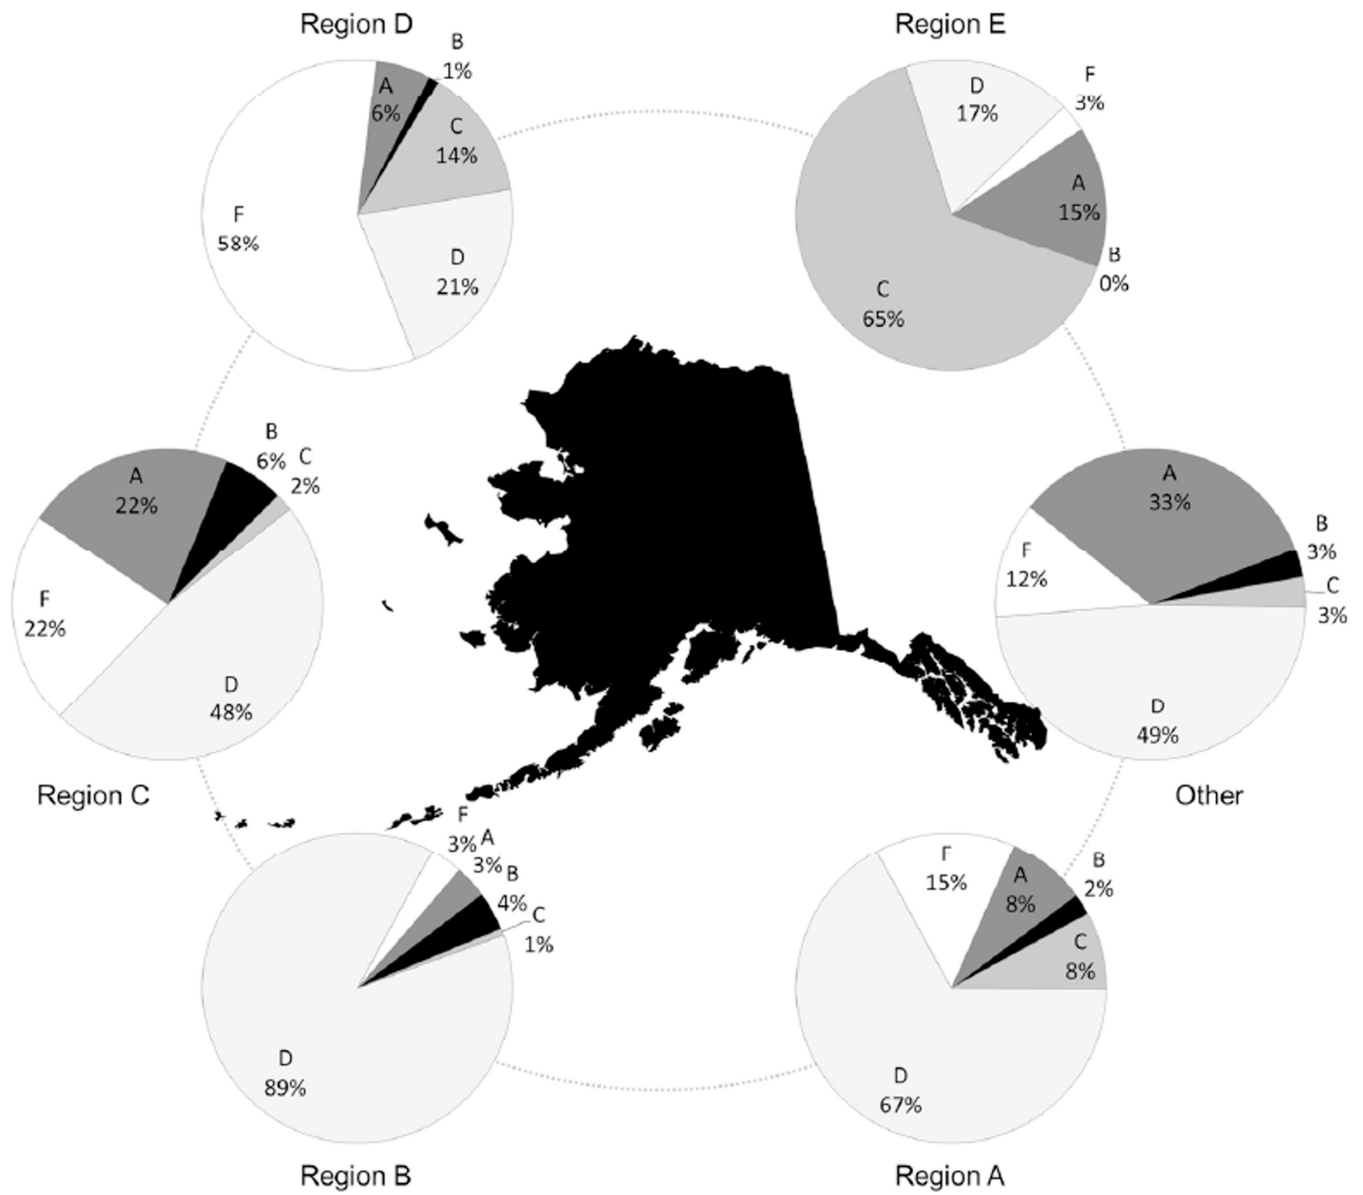 Region D
A
6%
B
1%
C
14%
D
21%
F
58%
Region E
D
17%
F
3%
A
15%
B
0%
C
65%
A
22%
B
6%
C
2%
D
48%
F
22%
Region C
A
33%
B
3%
C
3%
D
49%
F
12%
Other
F
3%
A
3%
B
4%
C
1%
D
89%
Region B
F
15%
A
8%
B
2%
C
8%
D
67%
Region A